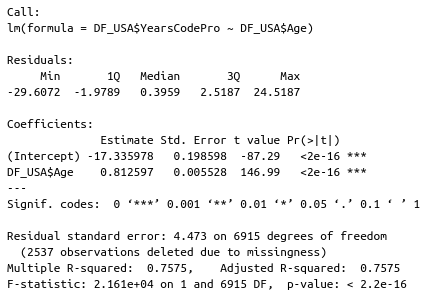 Call:
lm(formula = DF_USA$YearsCodePro ~ DF_USA$Age)
Residuals:
Min 1Q Median 3Q Max
-29.6072 -1.9789 0.3959 2.5187 24.5187
Coefficients:
Estimate Std. Error t value Pr(>|t|)
(Intercept) -17.335978 0.198598 -87.29 <2e-16 ***
DF_USA$Age 0.812597 0.005528 146.99 <2e-16 ***
---
Signif. codes: 0 ‘***’ 0.001 ‘**’ 0.01 ‘*’ 0.05 ‘.’ 0.1 ‘ ’ 1
Residual standard error: 4.473 on 6915 degrees of freedom
(2537 observations deleted due to missingness)
Multiple R-squared: 0.7575, Adjusted R-squared: 0.7575
F-statistic: 2.161e+04 on 1 and 6915 DF, p-value: < 2.2e-16